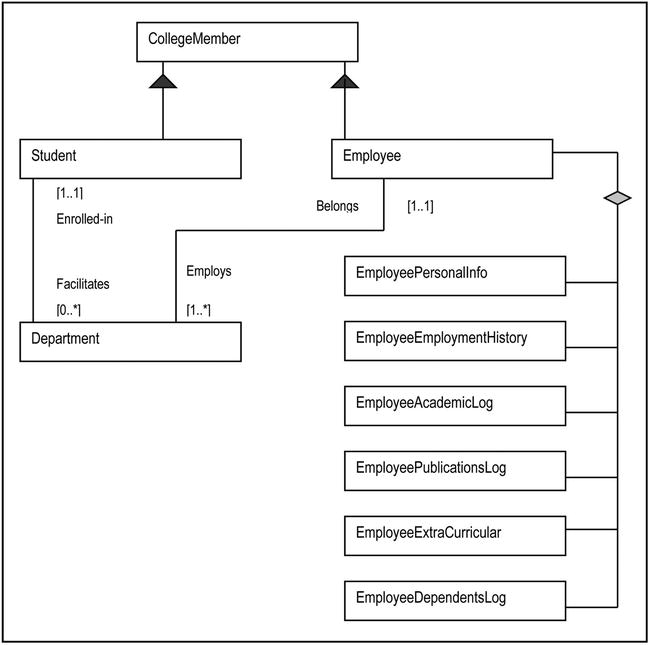 CollegeMember
Student
Employee
[1..1]
Enrolled-in
Belongs
[1..1]
Facilitates
[0..*]
Employs
[1..*]
Department
EmployeePersonalInfo
EmployeeEmploymentHistory
EmployeeAcademicLog
EmployeePublicationsLog
EmployeeExtraCurricular
EmployeeDependentsLog